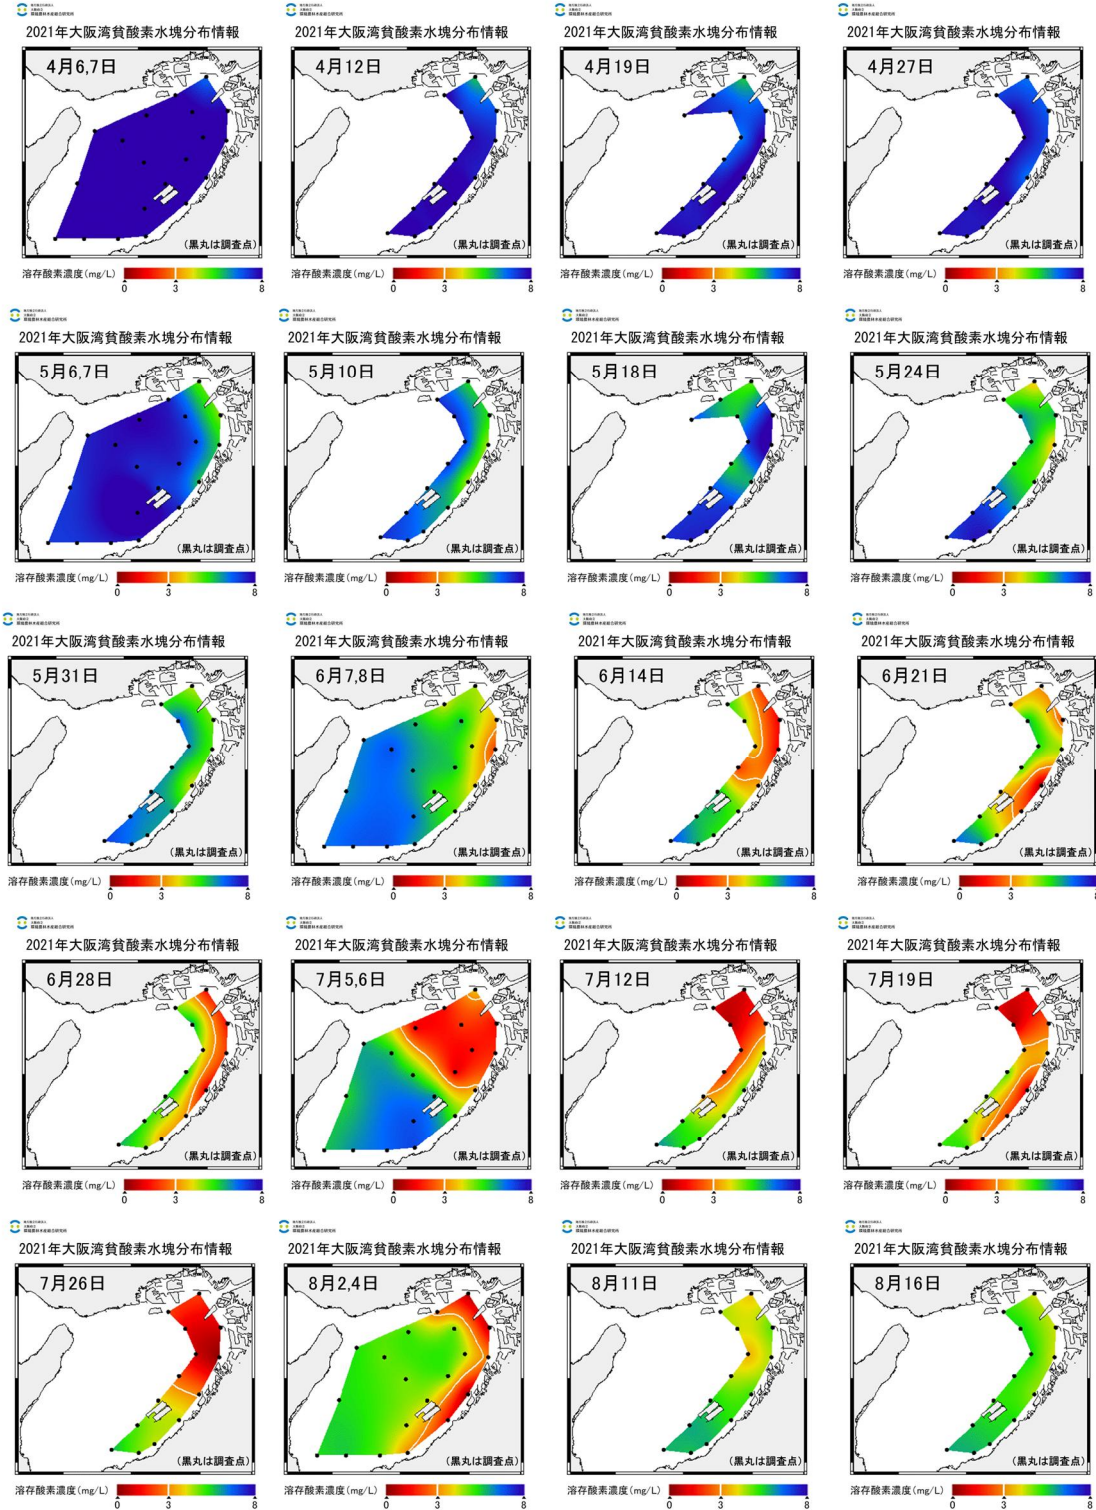 2021年大阪湾貧酸素水塊分布情報
4月6,7日
(黒丸は調査点)
溶存酸素濃度(mg/L)
0 3 8
2021年大阪湾貧酸素水塊分布情報
4月12日
(黒丸は調査点)
溶存酸素濃度(mg/L)
0 3 8
2021年大阪湾貧酸素水塊分布情報
4月19日
(黒丸は調査点)
溶存酸素濃度(mg/L)
0 3 8
2021年大阪湾貧酸素水塊分布情報
4月27日
(黒丸は調査点)
溶存酸素濃度(mg/L)
0 3 8
2021年大阪湾貧酸素水塊分布情報
5月6,7日
(黒丸は調査点)
溶存酸素濃度(mg/L)
0 3 8
2021年大阪湾貧酸素水塊分布情報
5月10日
(黒丸は調査点)
溶存酸素濃度(mg/L)
0 3 8
2021年大阪湾貧酸素水塊分布情報
5月18日
(黒丸は調査点)
溶存酸素濃度(mg/L)
0 3 8
2021年大阪湾貧酸素水塊分布情報
5月24日
(黒丸は調査点)
溶存酸素濃度(mg/L)
0 3 8
2021年大阪湾貧酸素水塊分布情報
5月31日
(黒丸は調査点)
溶存酸素濃度(mg/L)
0 3 8
2021年大阪湾貧酸素水塊分布情報
6月7,8日
(黒丸は調査点)
溶存酸素濃度(mg/L)
0 3 8
2021年大阪湾貧酸素水塊分布情報
6月14日
(黒丸は調査点)
溶存酸素濃度(mg/L)
0 3 8
2021年大阪湾貧酸素水塊分布情報
6月21日
(黒丸は調査点)
溶存酸素濃度(mg/L)
0 3 8
2021年大阪湾貧酸素水塊分布情報
6月28日
(黒丸は調査点)
溶存酸素濃度(mg/L)
0 3 8
2021年大阪湾貧酸素水塊分布情報
7月5,6日
(黒丸は調査点)
溶存酸素濃度(mg/L)
0 3 8
2021年大阪湾貧酸素水塊分布情報
7月12日
(黒丸は調査点)
溶存酸素濃度(mg/L)
0 3 8
2021年大阪湾貧酸素水塊分布情報
7月19日
(黒丸は調査点)
溶存酸素濃度(mg/L)
0 3 8
2021年大阪湾貧酸素水塊分布情報
7月26日
(黒丸は調査点)
溶存酸素濃度(mg/L)
0 3 8
2021年大阪湾貧酸素水塊分布情報
8月2,4日
(黒丸は調査点)
溶存酸素濃度(mg/L)
0 3 8
2021年大阪湾貧酸素水塊分布情報
8月11日
(黒丸は調査点)
溶存酸素濃度(mg/L)
0 3 8
2021年大阪湾貧酸素水塊分布情報
8月16日
(黒丸は調査点)
溶存酸素濃度(mg/L)
0 3 8